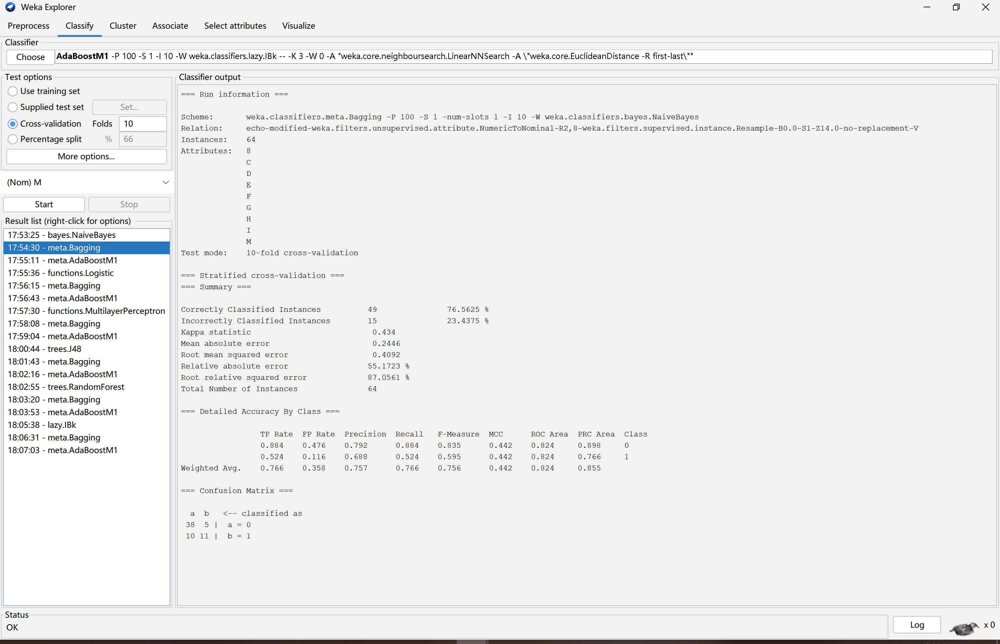 Weka Explorer
Preprocess Classify Cluster Associate Select attributes Visualize
Classifier
Choose AdaBoostM1 -P 100 -S 1 -I 10 -W weka.classifiers.lazy.IBk -- -K 3 -W 0 -A "weka.core.neighboursearch.LinearNNSearch -A \"weka.core.EuclideanDistance -R first-last\""
Test options
Use training set
Supplied test set Set...
Cross-validation Folds 10
Percentage split % 66
More options...
(Nom) M
Start Stop
Result list (right-click for options)
17:53:25 - bayes.NaiveBayes
17:54:30 - meta.Bagging
17:55:11 - meta.AdaBoostM1
17:55:36 - functions.Logistic
17:56:15 - meta.Bagging
17:56:43 - meta.AdaBoostM1
17:57:30 - functions.MultilayerPerceptron
17:58:08 - meta.Bagging
17:59:04 - meta.AdaBoostM1
18:00:44 - trees.J48
18:01:43 - meta.Bagging
18:02:16 - meta.AdaBoostM1
18:02:55 - trees.RandomForest
18:03:20 - meta.Bagging
18:03:53 - meta.AdaBoostM1
18:05:38 - lazy.IBk
18:06:31 - meta.Bagging
18:07:03 - meta.AdaBoostM1
Classifier output
=== Run information ===
Scheme: weka.classifiers.meta.Bagging -P 100 -S 1 -num-slots 1 -I 10 -W weka.classifiers.bayes.NaiveBayes
Relation: echo-modified-weka.filters.unsupervised.attribute.NumericToNominal-R2,8-weka.filters.supervised.instance.Resample-B0.0-S1-Z14.0-no-replacement-V
Instances: 64
Attributes: 8
C
D
E
F
G
H
I
M
Test mode: 10-fold cross-validation
=== Stratified cross-validation ===
=== Summary ===
Correctly Classified Instances 49 76.5625 %
Incorrectly Classified Instances 15 23.4375 %
Kappa statistic 0.434
Mean absolute error 0.2446
Root mean squared error 0.4092
Relative absolute error 55.1723 %
Root relative squared error 87.0561 %
Total Number of Instances 64
=== Detailed Accuracy By Class ===
TP Rate FP Rate Precision Recall F-Measure MCC ROC Area PRC Area Class
0.884 0.476 0.792 0.884 0.835 0.442 0.824 0.898 0
0.524 0.116 0.688 0.524 0.595 0.442 0.824 0.766 1
Weighted Avg. 0.766 0.358 0.757 0.766 0.756 0.442 0.824 0.855
=== Confusion Matrix ===
a b <-- classified as
38 5 | a = 0
10 11 | b = 1
Status
OK
Log x 0